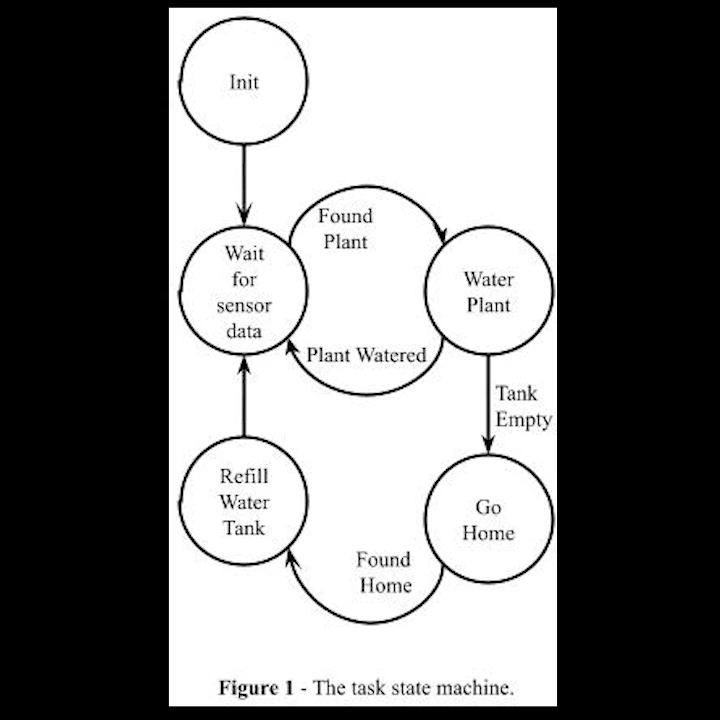 Init
Found
Plant
Wait
for
sensor
data
Water
Plant
Plant Watered
Tank
Empty
Refill
Water
Tank
Go
Home
Found
Home
Figure 1 - The task state machine.